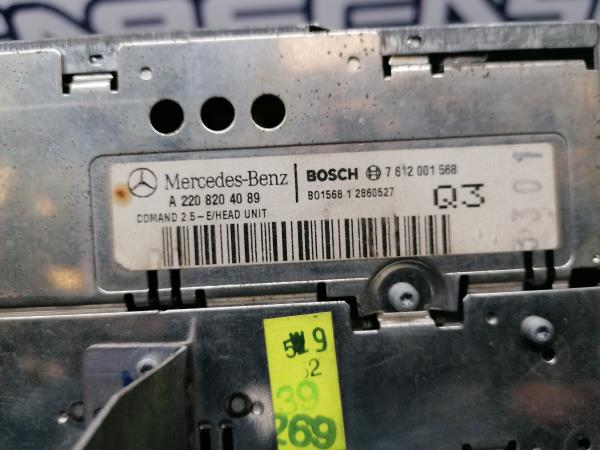 Mercedes-Benz
A 220 820 40 89
COMAND 2.5-E/HEAD UNIT
BOSCH 7 612 001 568
B01568 1 2860527
Q3
301
9
39
269